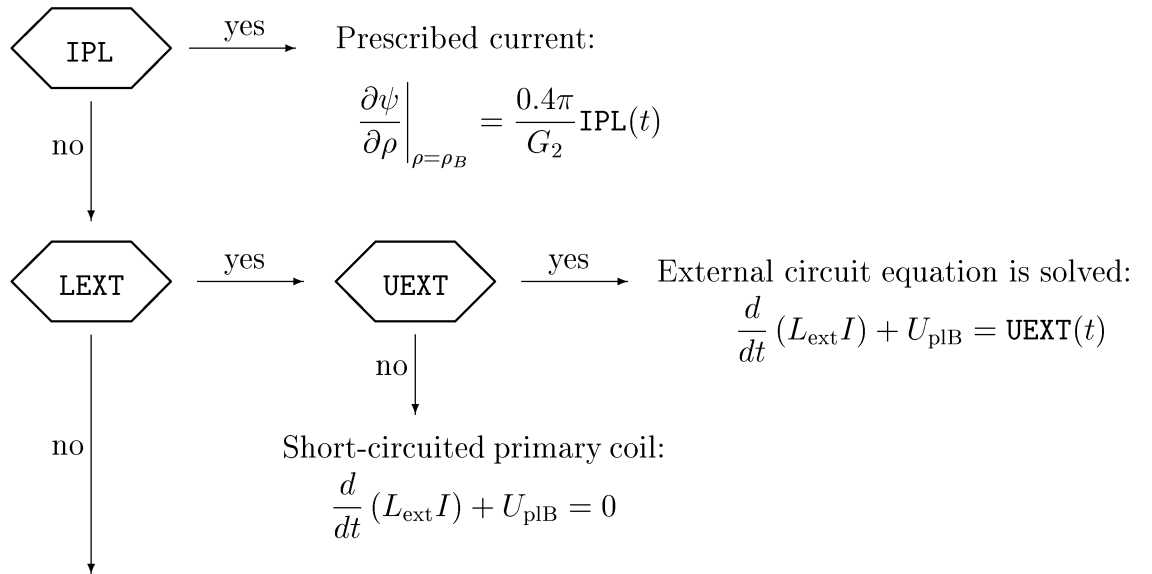 IPL
yes
Prescribed current:
∂ψ/∂ρ|ρ=ρB = 0.4π/G2 IPL(t)
no
LEXT
yes
UEXT
yes
External circuit equation is solved:
d/dt (LextI) + UplB = UEXT(t)
no
no
Short-circuited primary coil:
d/dt (LextI) + UplB = 0